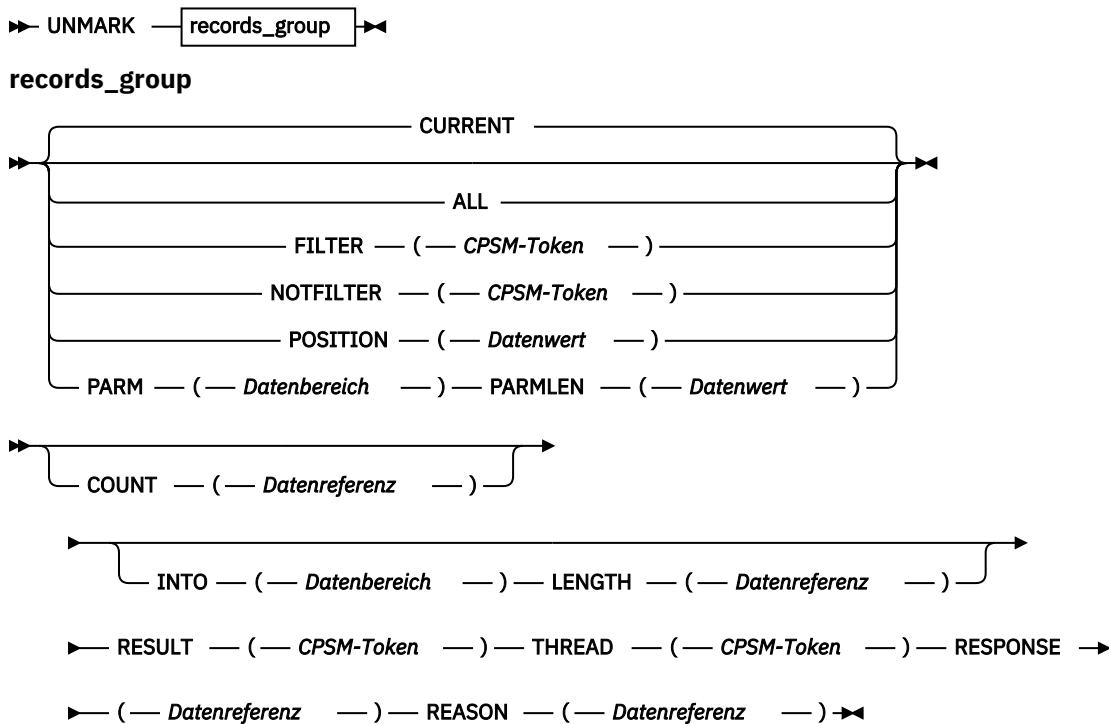 UNMARK records_group
records_group
CURRENT
ALL
FILTER ( CPSM-Token )
NOTFILTER ( CPSM-Token )
POSITION ( Datenwert )
PARM ( Datenbereich ) PARMLEN ( Datenwert )
COUNT ( Datenreferenz )
INTO ( Datenbereich ) LENGTH ( Datenreferenz )
RESULT ( CPSM-Token ) THREAD ( CPSM-Token ) RESPONSE
( Datenreferenz ) REASON ( Datenreferenz )